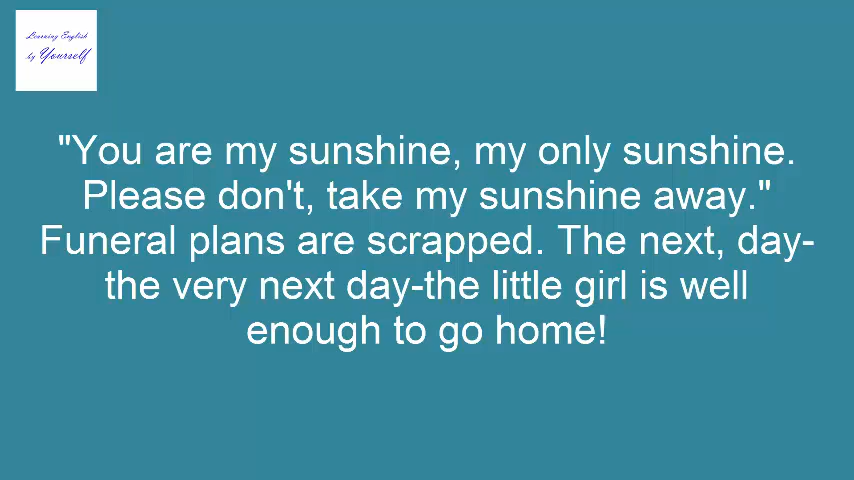 Learning English
by Yourself
"You are my sunshine, my only sunshine.
Please don't, take my sunshine away."
Funeral plans are scrapped. The next, day-
the very next day-the little girl is well
enough to go home!